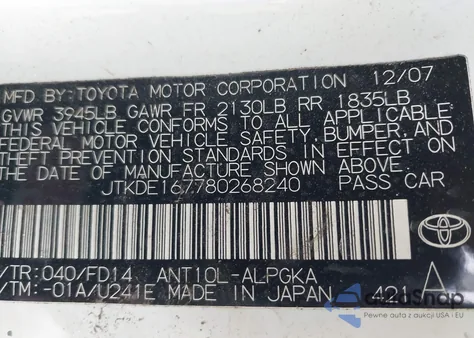 MFD BY: TOYOTA MOTOR CORPORATION 12/07
GVWR 3945LB GAWR FR 2130LB RR 1835LB
THIS VEHICLE CONFORMS TO ALL APPLICABLE
FEDERAL MOTOR VEHICLE SAFETY, BUMPER, AND
THEFT PREVENTION STANDARDS IN EFFECT ON
THE DATE OF MANUFACTURE SHOWN ABOVE.
JTKDE167780268240 PASS CAR
TOYOTA
/TR: 040/FD14 ANT10L-ALPGKA
/TM: -01A/U241E MADE IN JAPAN 421A
AutaSnap
Pewne auta z USA i EU